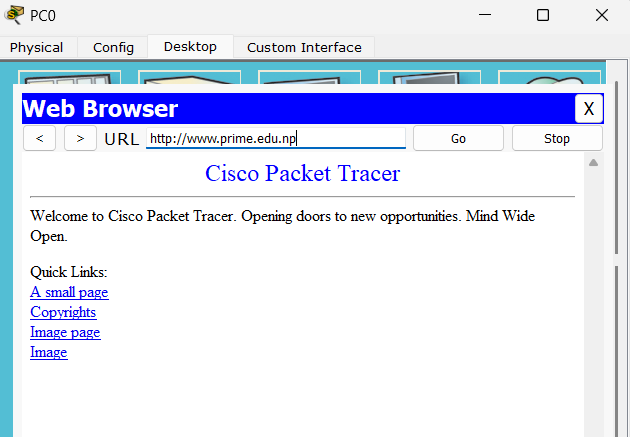 PC0
Physical Config Desktop Custom Interface
Web Browser X
< > URL http://www.prime.edu.np Go Stop
Cisco Packet Tracer
Welcome to Cisco Packet Tracer. Opening doors to new opportunities. Mind Wide
Open.
Quick Links:
A small page
Copyrights
Image page
Image